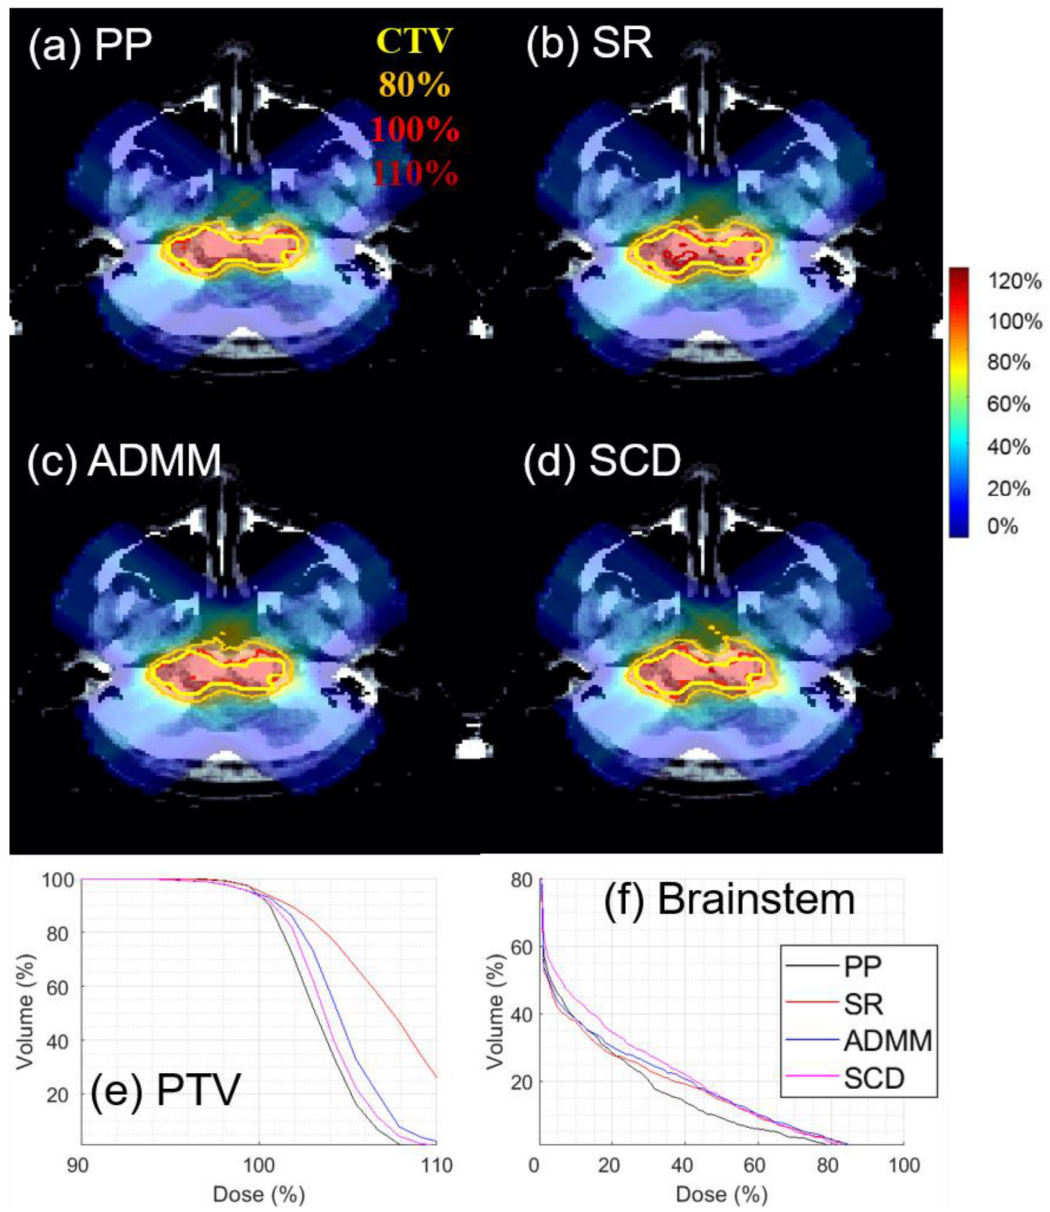 (a) PP
CTV
80%
100%
110%
(b) SR
120%
100%
80%
60%
40%
20%
0%
(c) ADMM
(d) SCD
100
80
60
40
20
90
100
110
Volume (%)
Dose (%)
(e) PTV
80
60
40
20
0
20
40
60
80
100
Volume (%)
Dose (%)
(f) Brainstem
PP
SR
ADMM
SCD